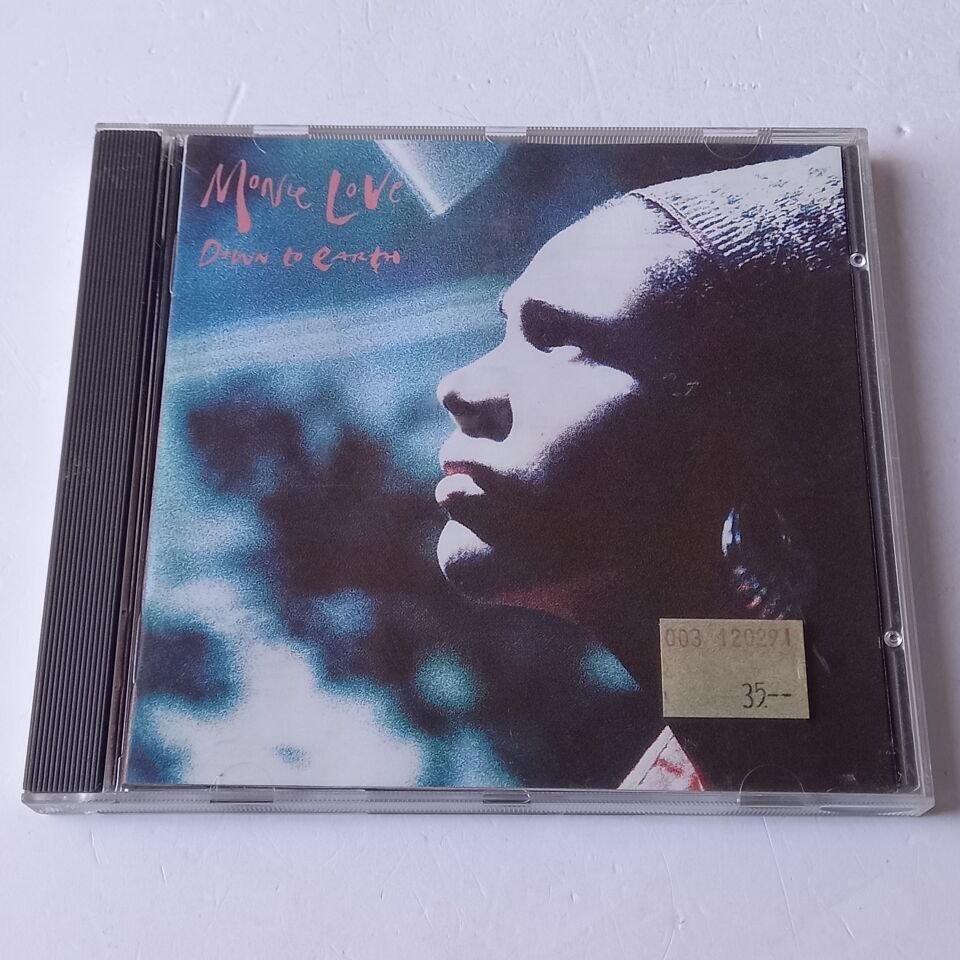 Monie Love
Down to earth
003 120291
35.--